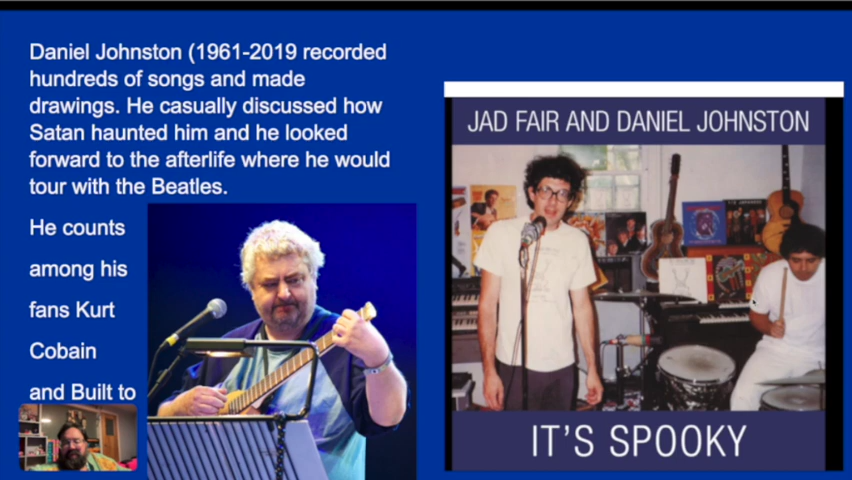 Daniel Johnston (1961-2019 recorded
hundreds of songs and made
drawings. He casually discussed how
Satan haunted him and he looked
forward to the afterlife where he would
tour with the Beatles.
He counts
among his
fans Kurt
Cobain
and Built to
JAD FAIR AND DANIEL JOHNSTON
IT'S SPOOKY